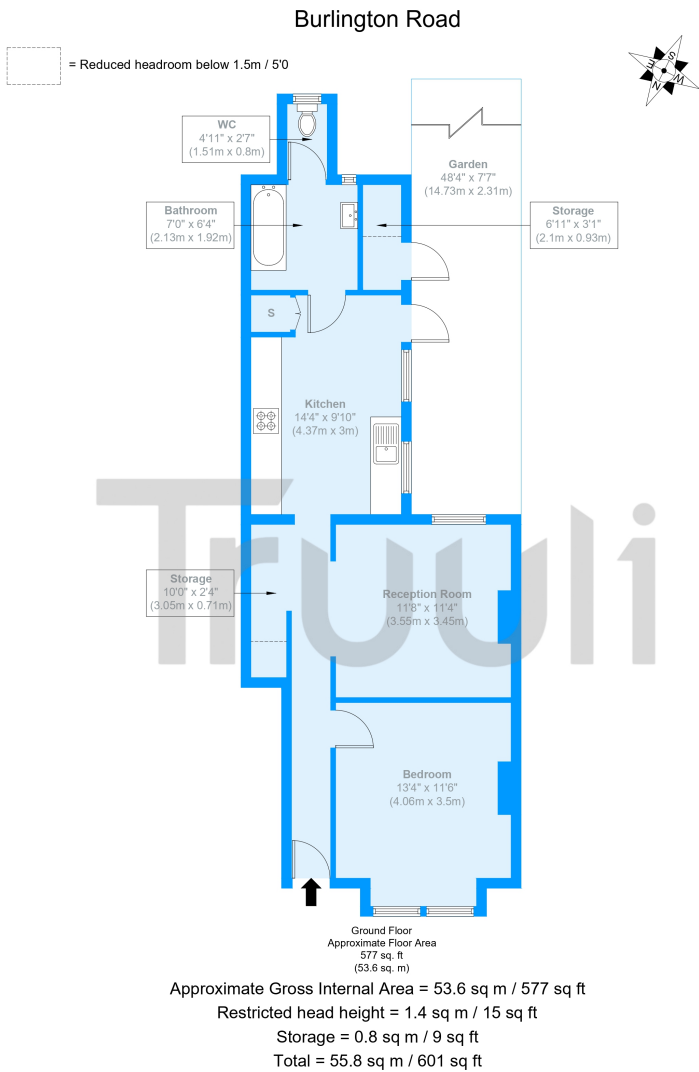 Burlington Road
= Reduced headroom below 1.5m / 5'0
S
W
N
E
WC
4'11" x 2'7"
(1.51m x 0.8m)
Garden
48'4" x 7'7"
(14.73m x 2.31m)
Bathroom
7'0" x 6'4"
(2.13m x 1.92m)
Storage
6'11" x 3'1"
(2.1m x 0.93m)
S
Kitchen
14'4" x 9'10"
(4.37m x 3m)
Truuli
Storage
10'0" x 2'4"
(3.05m x 0.71m)
Reception Room
11'8" x 11'4"
(3.55m x 3.45m)
Bedroom
13'4" x 11'6"
(4.06m x 3.5m)
Ground Floor
Approximate Floor Area
577 sq. ft
(53.6 sq. m)
Approximate Gross Internal Area = 53.6 sq m / 577 sq ft
Restricted head height = 1.4 sq m / 15 sq ft
Storage = 0.8 sq m / 9 sq ft
Total = 55.8 sq m / 601 sq ft